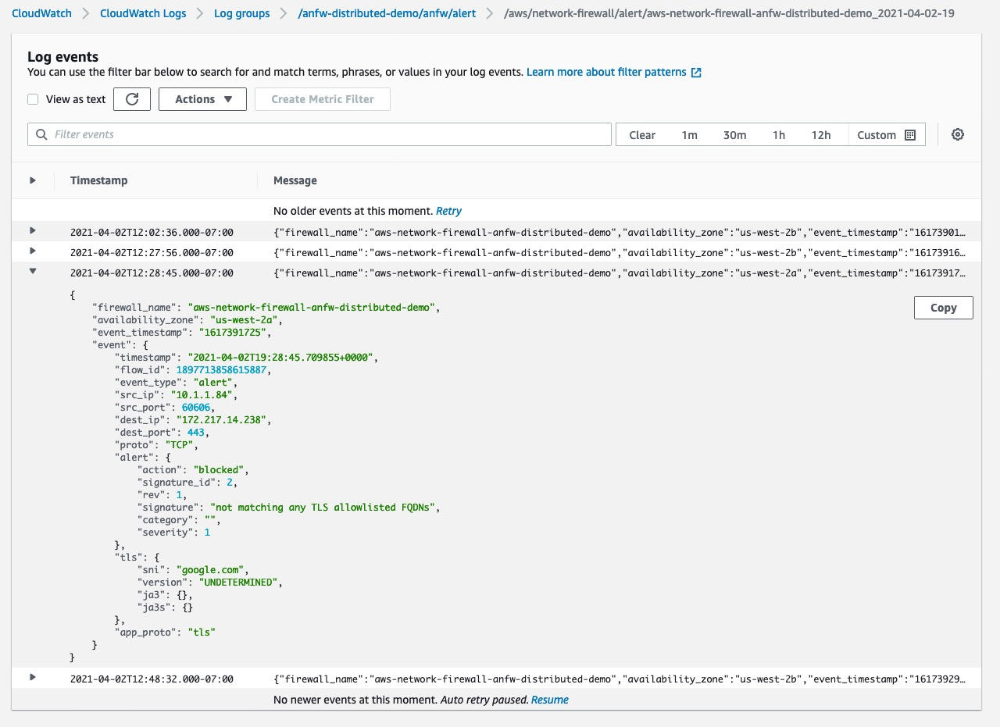 CloudWatch > CloudWatch Logs > Log groups > /anfw-distributed-demo/anfw/alert > /aws/network-firewall/alert/aws-network-firewall-anfw-distributed-demo_2021-04-02-19
Log events
You can use the filter bar below to search for and match terms, phrases, or values in your log events. Learn more about filter patterns
View as text Actions ▼ Create Metric Filter
Filter events Clear 1m 30m 1h 12h Custom
Timestamp Message
No older events at this moment. Retry
2021-04-02T12:02:36.000-07:00 {"firewall_name":"aws-network-firewall-anfw-distributed-demo","availability_zone":"us-west-2b","event_timestamp":"16173901…
2021-04-02T12:27:56.000-07:00 {"firewall_name":"aws-network-firewall-anfw-distributed-demo","availability_zone":"us-west-2b","event_timestamp":"16173916…
2021-04-02T12:28:45.000-07:00 {"firewall_name":"aws-network-firewall-anfw-distributed-demo","availability_zone":"us-west-2a","event_timestamp":"16173917…
{
Copy
"firewall_name": "aws-network-firewall-anfw-distributed-demo",
"availability_zone": "us-west-2a",
"event_timestamp": "1617391725",
"event": {
"timestamp": "2021-04-02T19:28:45.709855+0000",
"flow_id": 1897713858615887,
"event_type": "alert",
"src_ip": "10.1.1.84",
"src_port": 60606,
"dest_ip": "172.217.14.238",
"dest_port": 443,
"proto": "TCP",
"alert": {
"action": "blocked",
"signature_id": 2,
"rev": 1,
"signature": "not matching any TLS allowlisted FQDNs",
"category": "",
"severity": 1
},
"tls": {
"sni": "google.com",
"version": "UNDETERMINED",
"ja3": {},
"ja3s": {}
},
"app_proto": "tls"
}
}
2021-04-02T12:48:32.000-07:00 {"firewall_name":"aws-network-firewall-anfw-distributed-demo","availability_zone":"us-west-2b","event_timestamp":"16173929…
No newer events at this moment. Auto retry paused. Resume